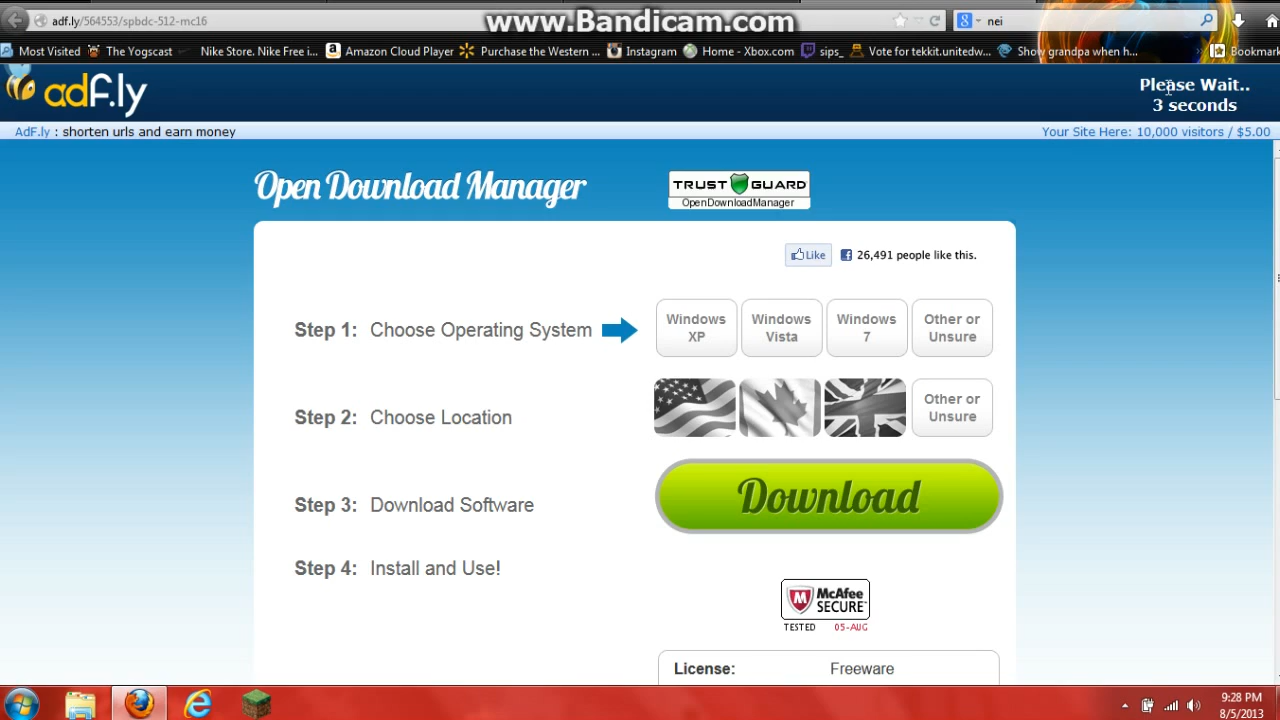 www.Bandicam.com
adf.ly/564553/spbdc-512-mc16
8
nei
Most Visited
The Yogscast
Nike Store. Nike Free i...
Amazon Cloud Player
Purchase the Western ...
Instagram
Home - Xbox.com
sips_
Vote for tekkit.unitedw...
Show grandpa when h...
Bookmark
adf.ly
Please Wait..
3 seconds
AdF.ly : shorten urls and earn money
Your Site Here: 10,000 visitors / $5.00
Open Download Manager
TRUST GUARD
OpenDownloadManager
Like
26,491 people like this.
Step 1: Choose Operating System
Windows
XP
Windows
Vista
Windows
7
Other or
Unsure
Step 2: Choose Location
Other or
Unsure
Step 3: Download Software
Download
Step 4: Install and Use!
McAfee
SECURE
TESTED 05-AUG
License: Freeware
9:28 PM
8/5/2013